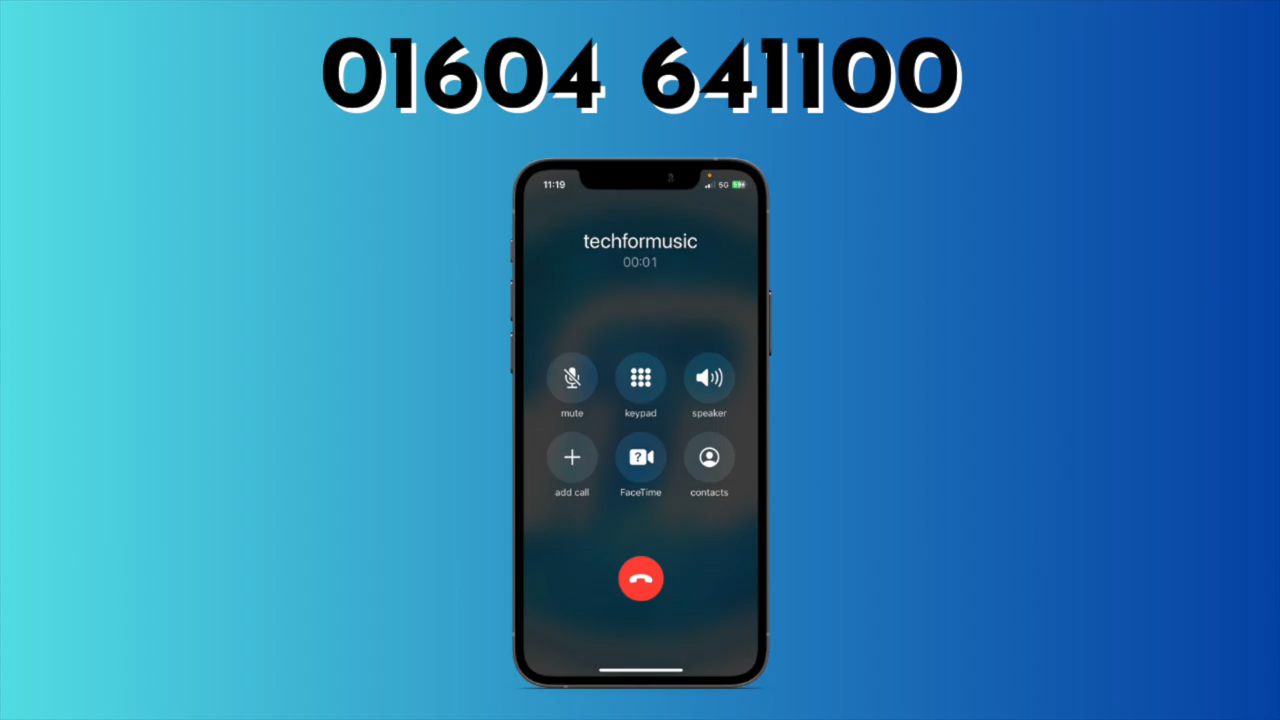 01604 641100
11:19 5G
techformusic
00:01
mute keypad speaker
?
add call FaceTime contacts